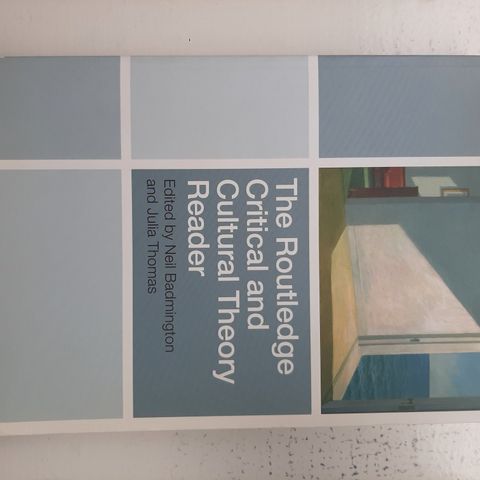 The Routledge
Critical and
Cultural Theory
Reader
Edited by Neil Badmington
and Julia Thomas